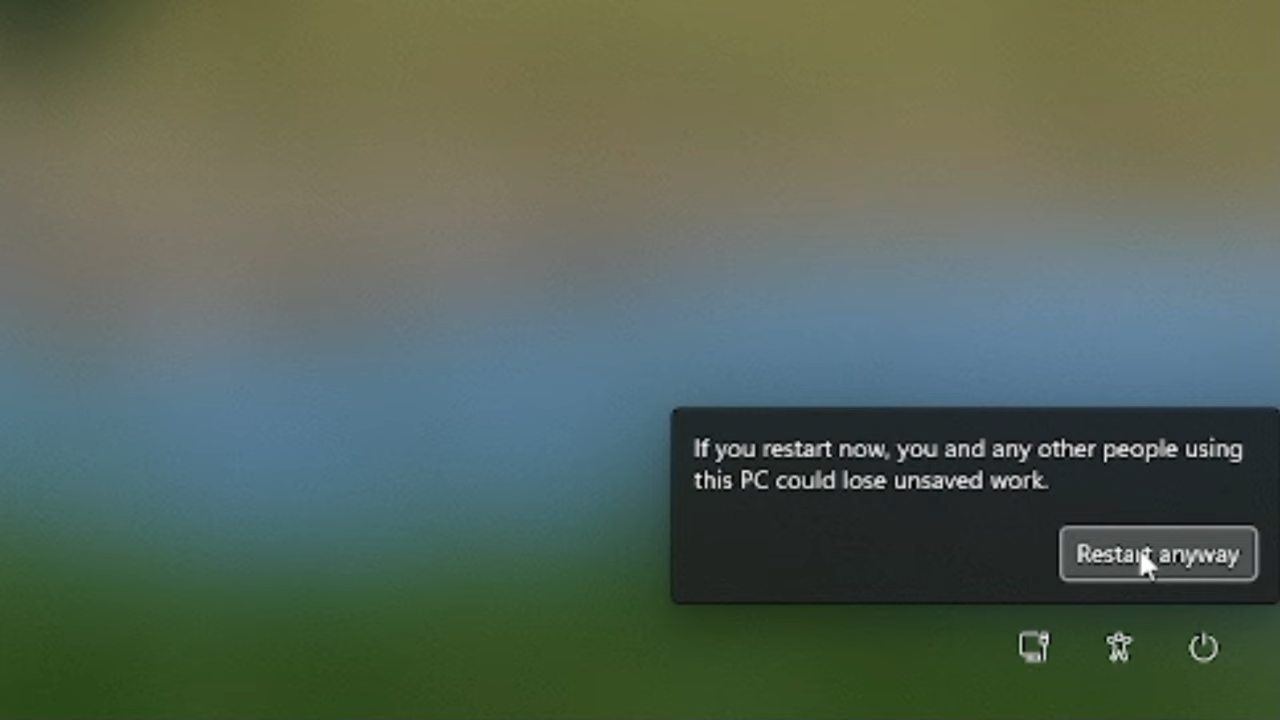 If you restart now, you and any other people using
this PC could lose unsaved work.
Restart anyway